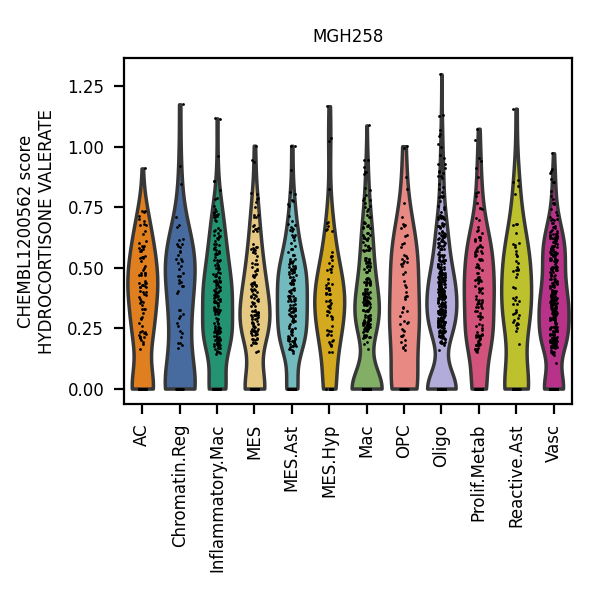 MGH258
CHEMBL1200562 score
HYDROCORTISONE VALERATE
1.25
1.00
0.75
0.50
0.25
0.00
AC
Chromatin.Reg
Inflammatory.Mac
MES
MES.Ast
MES.Hyp
Mac
OPC
Oligo
Prolif.Metab
Reactive.Ast
Vasc